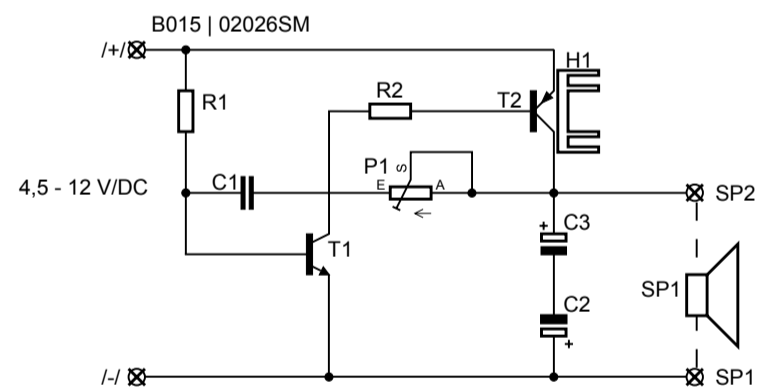 B015 | 02026SM
/+/
H1
R2
T2
R1
P1 S
4,5 - 12 V/DC
C1
E A
SP2
+ C3
T1
SP1
C2
+
/-/
SP1